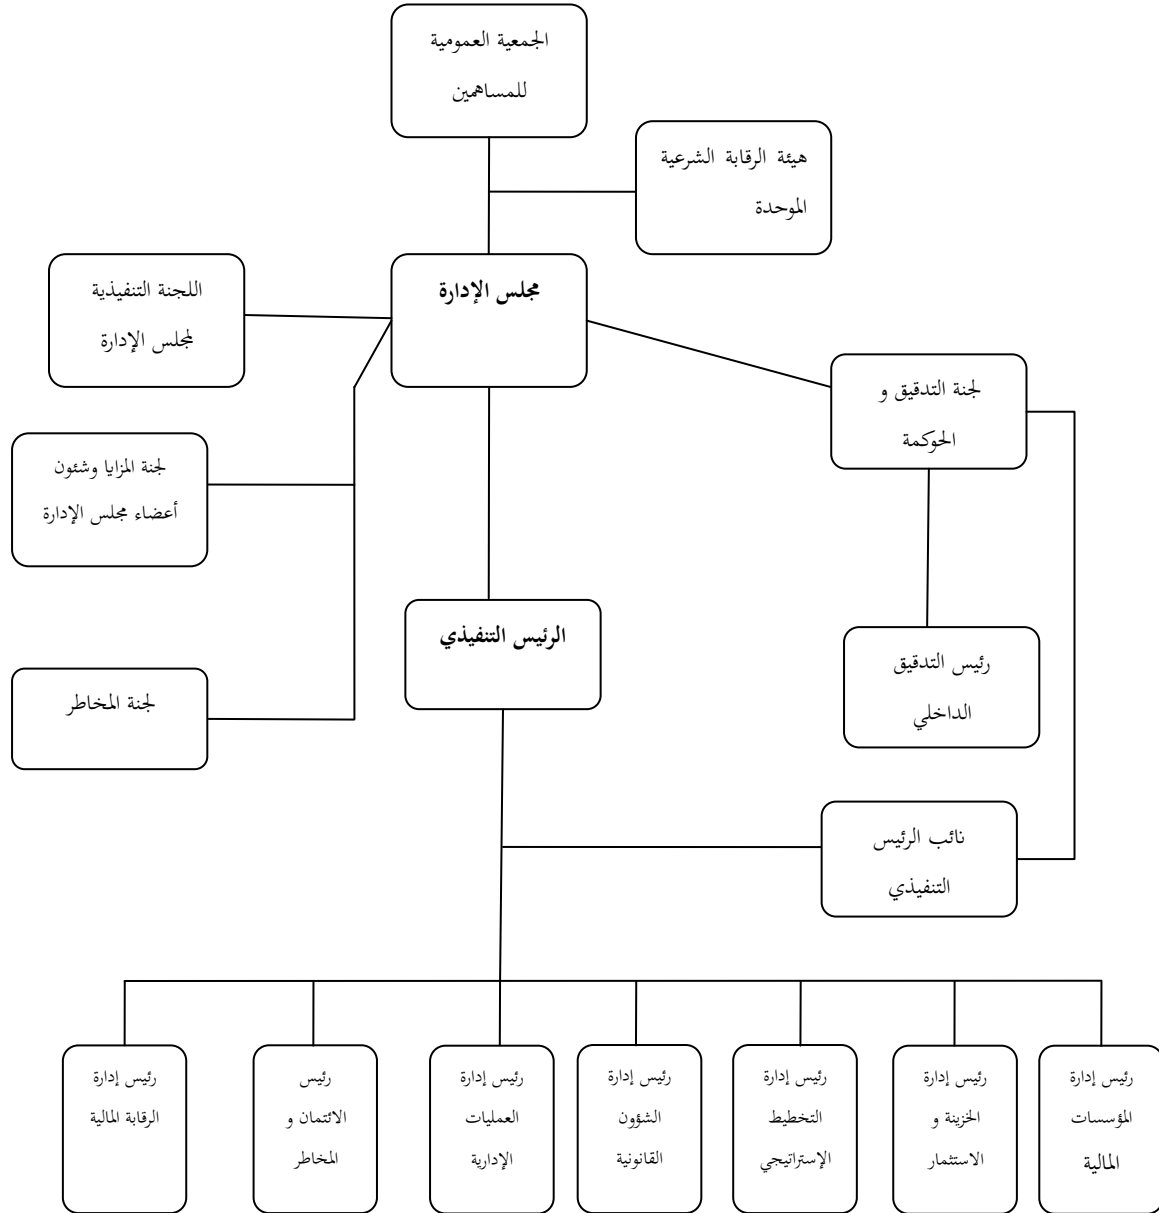 الجمعية العمومية
للمساهمين
هيئة الرقابة الشرعية
الموحدة
مجلس الإدارة
اللجنة التنفيذية
لمجلس الإدارة
لجنة التدقيق و
الحوكمة
لجنة المزايا وشئون
أعضاء مجلس الإدارة
الرئيس التنفيذي
رئيس التدقيق
الداخلي
لجنة المخاطر
نائب الرئيس
التنفيذي
رئيس إدارة
المؤسسات
المالية
رئيس إدارة
الخزينة و
الاستثمار
رئيس إدارة
التخطيط
الإستراتيجي
رئيس إدارة
الشؤون
القانونية
رئيس إدارة
العمليات
الإدارية
رئيس
الائتمان و
المخاطر
رئيس إدارة
الرقابة المالية